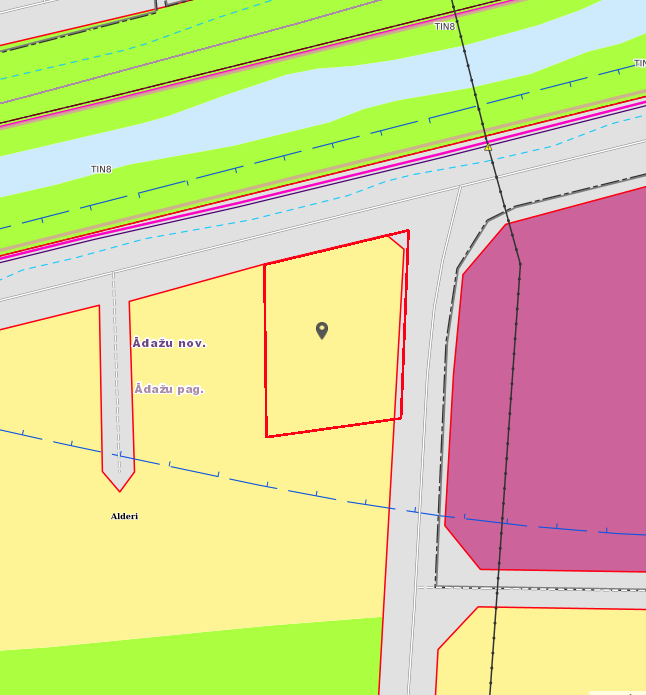 TIN8
TIN
TIN8
Ādažu nov.
Ādažu pag.
Alderi